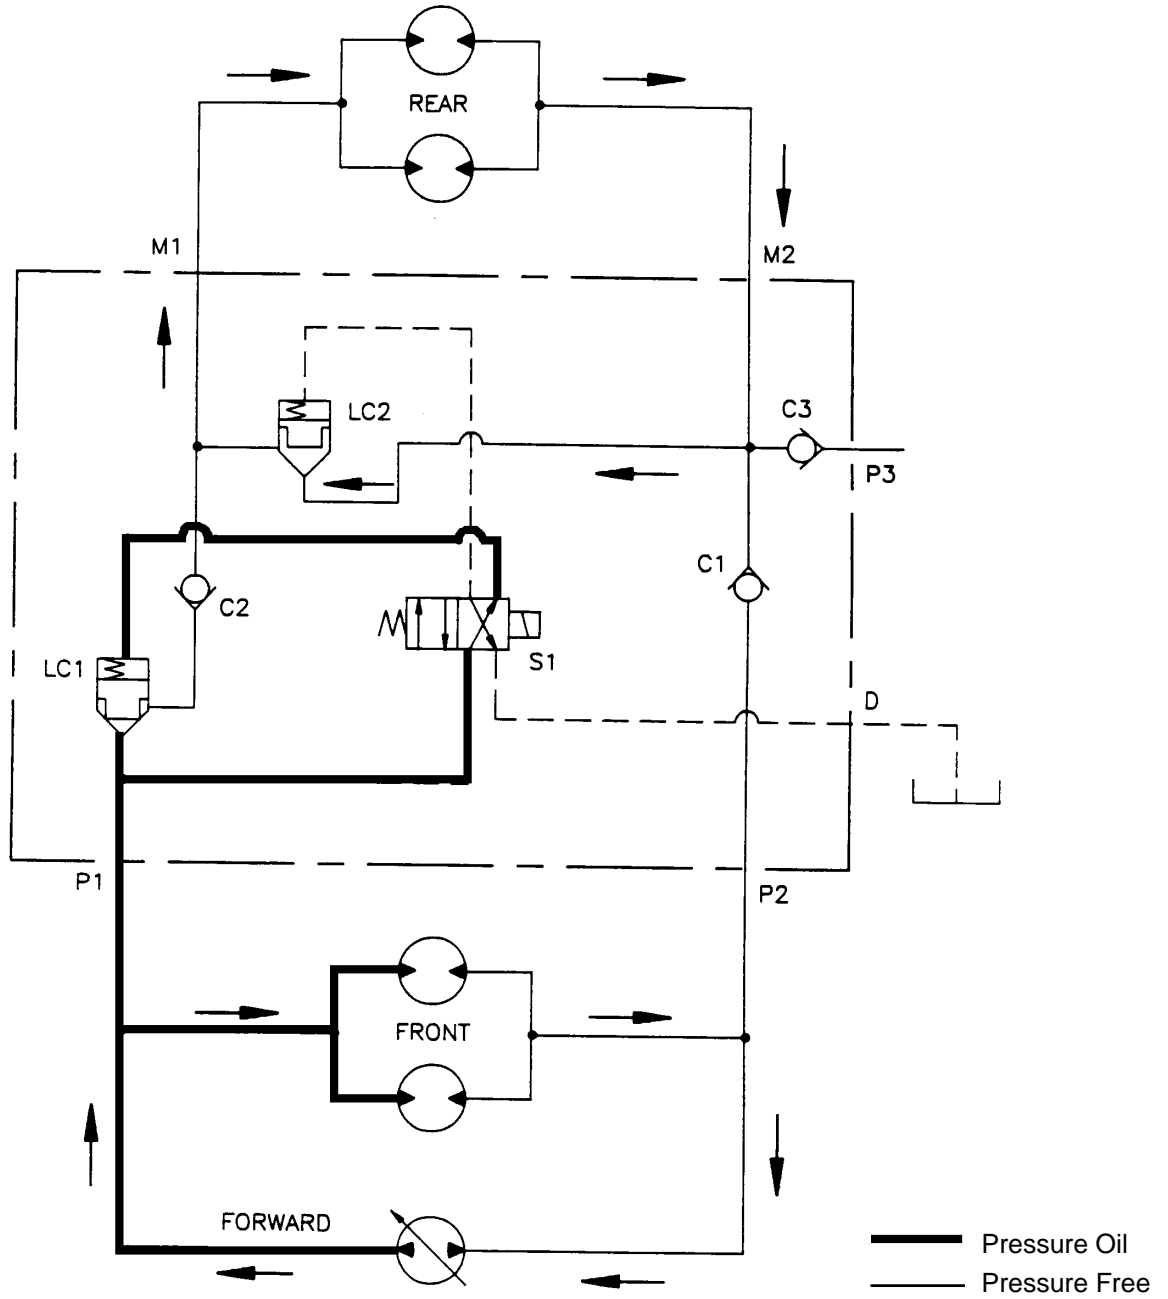 REAR
M1
M2
LC2
C3
P3
C1
C2
LC1
S1
D
P1
P2
FRONT
FORWARD
Pressure Oil
Pressure Free